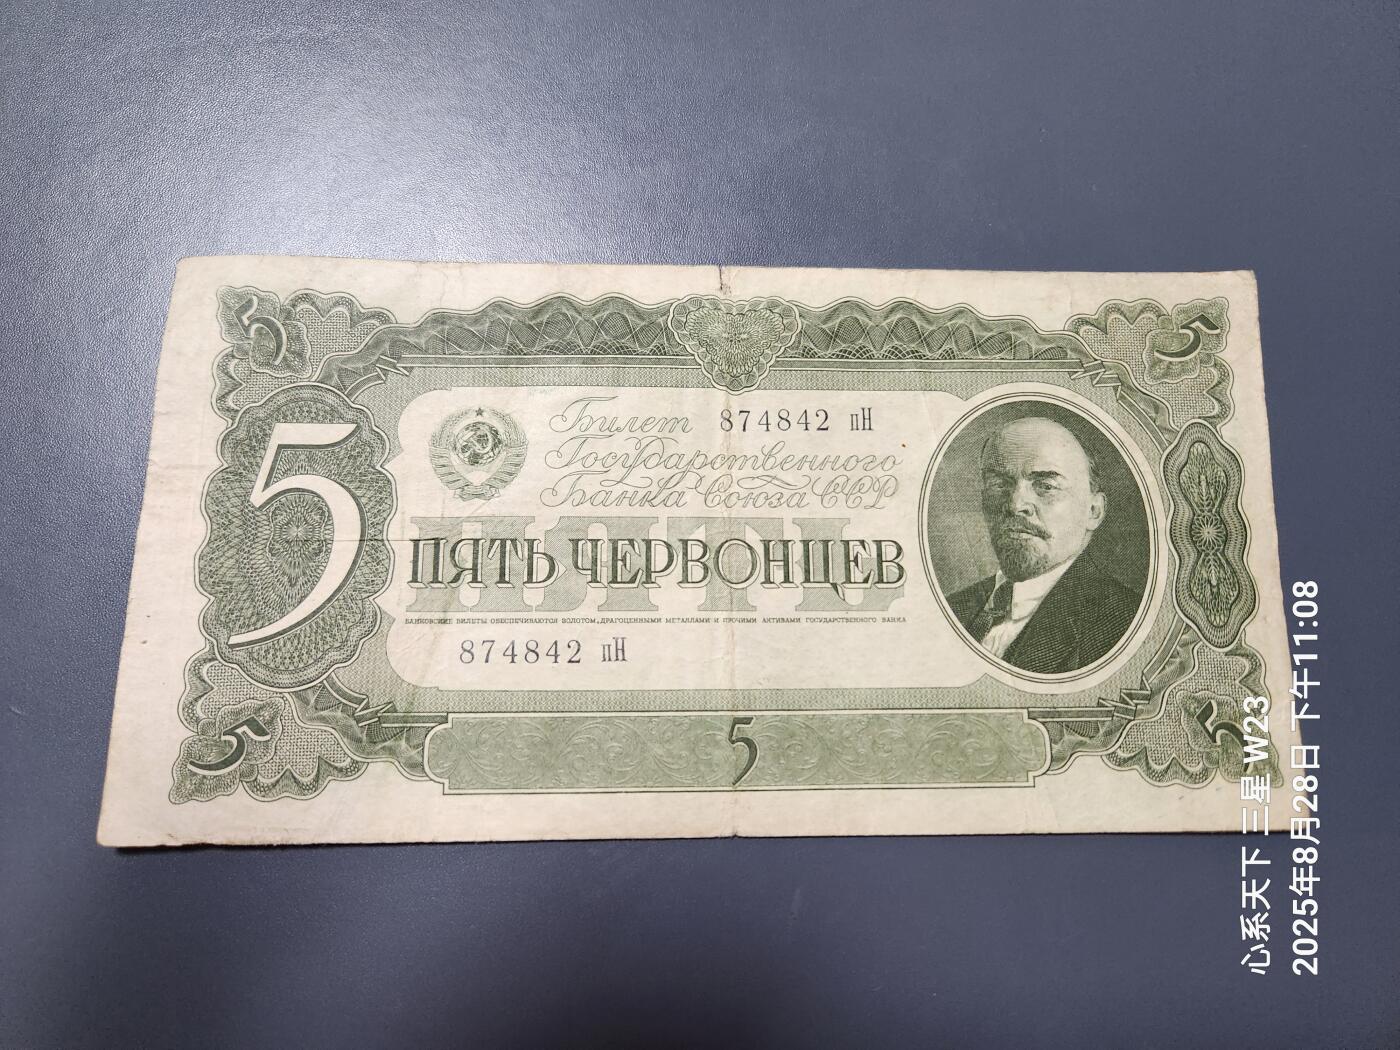 5
5
Билет 874842 пН
Государственного
Банка Союза ССР
5
ПЯТЬ
ПЯТЬ ЧЕРВОНЦЕВ
БАНКОВСКИЕ БИЛЕТЫ ОБЕСПЕЧИВАЮТСЯ ЗОЛОТОМ, ДРАГОЦЕННЫМИ МЕТАЛЛАМИ И ПРОЧИМИ АКТИВАМИ ГОСУДАРСТВЕННОГО БАНКА
874842 пН
5
5
5
心系天下 三星 W23
2025年8月28日 下午11:08